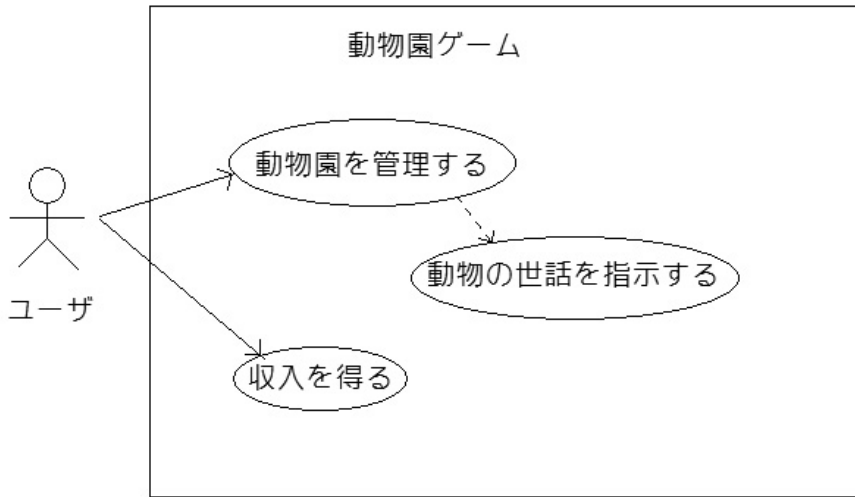 動物園ゲーム
動物園を管理する
動物の世話を指示する
ユーザ
収入を得る